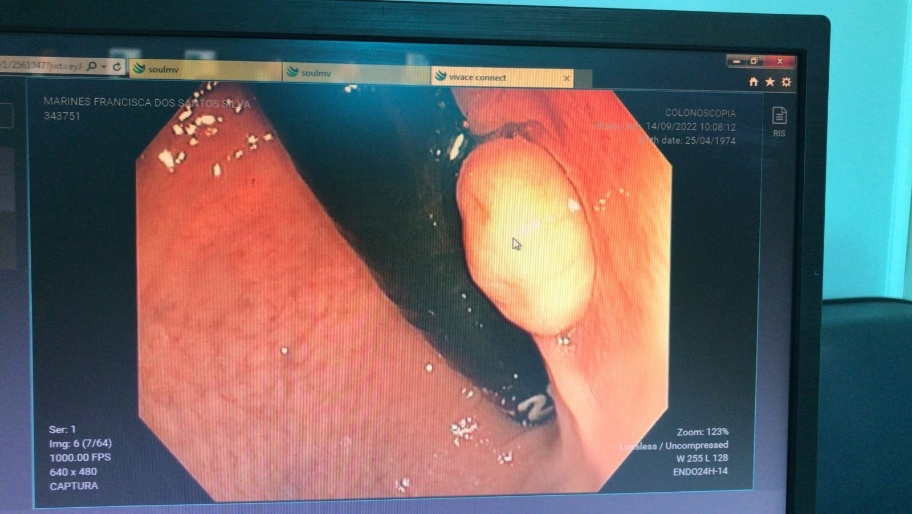 soulmv
soulmv
vivace connect
MARINES FRANCISCA DOS SANTOS SILVA
343751
COLONOSCOPIA
14/09/2022 10:08:12
date: 25/04/1974
RIS
Ser: 1
Img: 6 (7/64)
1000.00 FPS
640 x 480
CAPTURA
Zoom: 123%
/ Uncompressed
W 255 L 128
ENDO24H-14